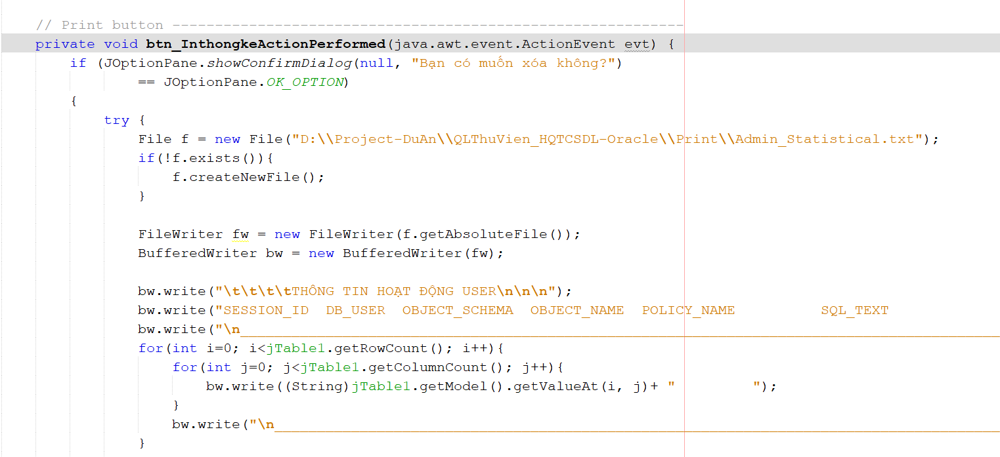 // Print button ------------------------------------------------------------
private void btn_InthongkeActionPerformed(java.awt.event.ActionEvent evt) {
if (JOptionPane.showConfirmDialog(null, "Bạn có muốn xóa không?")
== JOptionPane.OK_OPTION)
{
try {
File f = new File("D:\\Project-DuAn\\QLThuVien_HQTCSDL-Oracle\\Print\\Admin_Statistical.txt");
if(!f.exists()){
f.createNewFile();
}
FileWriter fw = new FileWriter(f.getAbsoluteFile());
BufferedWriter bw = new BufferedWriter(fw);
bw.write("\t\t\t\tTHÔNG TIN HOẠT ĐỘNG USER\n\n\n");
bw.write("SESSION_ID  DB_USER  OBJECT_SCHEMA  OBJECT_NAME  POLICY_NAME          SQL_TEXT
bw.write("\n_________________________________________________________________________________________
for(int i=0; i<jTable1.getRowCount(); i++){
for(int j=0; j<jTable1.getColumnCount(); j++){
bw.write((String)jTable1.getModel().getValueAt(i, j)+ "         ");
}
bw.write("\n_____________________________________________________________________________________
}